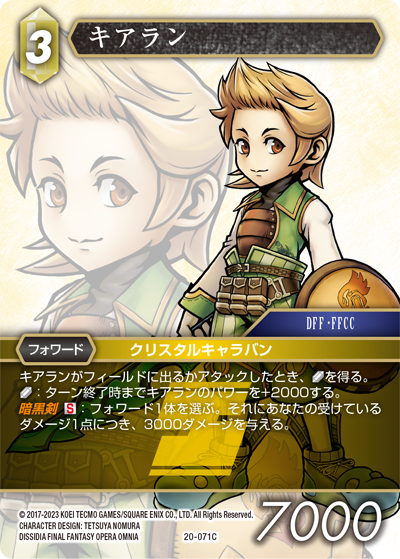 3
キアラン
DFF・FFCC
フォワード
クリスタルキャラバン
キアランがフィールドに出るかアタックしたとき、を得る。
：ターン終了時までキアランのパワーを+2000する。
暗黒剣 S：フォワード1体を選ぶ。それにあなたの受けている
ダメージ1点につき、3000ダメージを与える。
© 2017-2023 KOEI TECMO GAMES/SQUARE ENIX CO., LTD. All Rights Reserved.
CHARACTER DESIGN: TETSUYA NOMURA
DISSIDIA FINAL FANTASY OPERA OMNIA
20-071C
7000